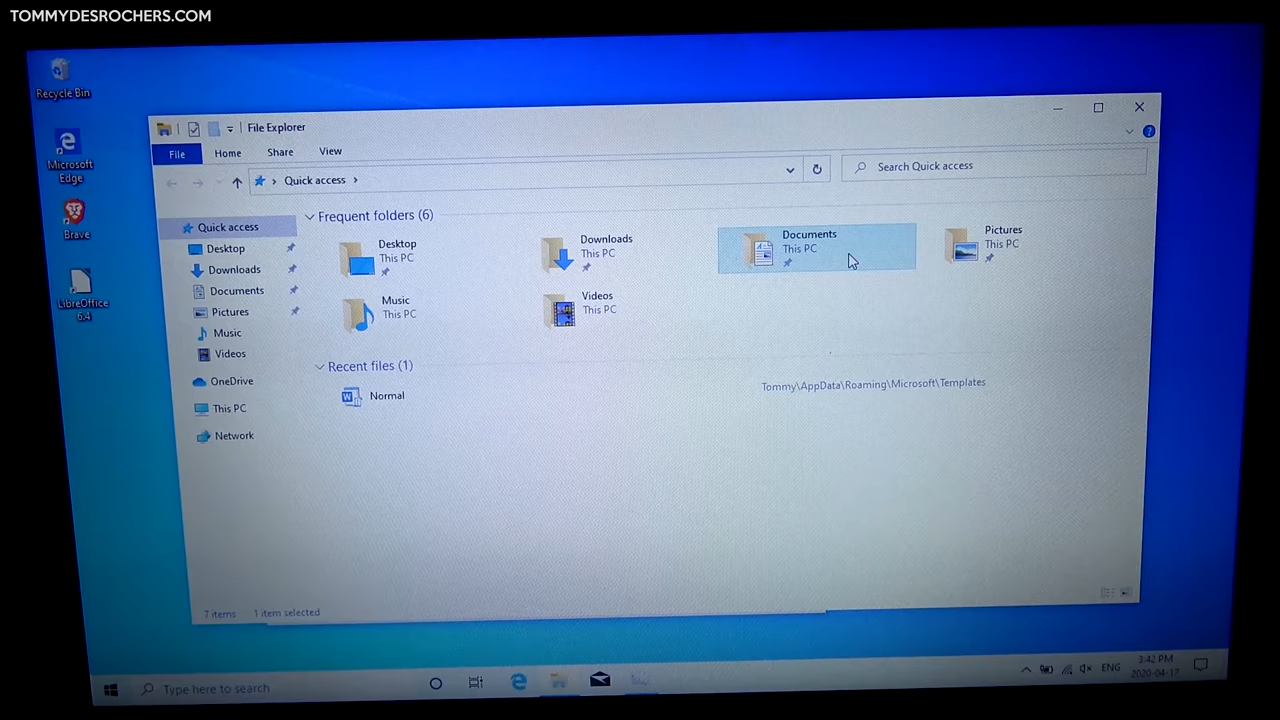 TOMMYDESROCHERS.COM
Recycle Bin
Microsoft
Edge
Brave
LibreOffice
6.4
File Explorer
File Home Share View
Quick access
Search Quick access
Quick access
Desktop
Downloads
Documents
Pictures
Music
Videos
OneDrive
This PC
Network
Frequent folders (6)
Desktop
This PC
Downloads
This PC
Documents
This PC
Pictures
This PC
Music
This PC
Videos
This PC
Recent files (1)
Normal
Tommy\AppData\Roaming\Microsoft\Templates
7 items 1 item selected
Type here to search
ENG
3:42 PM
2020-04-17